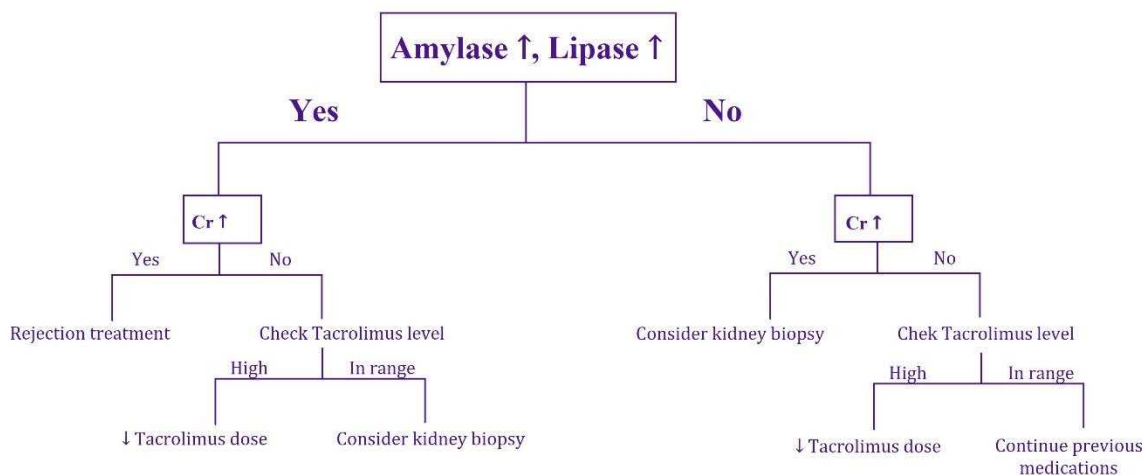 Amylase ↑, Lipase ↑
Yes
No
Cr ↑
Cr ↑
Yes
No
Yes
No
Rejection treatment
Check Tacrolimus level
Consider kidney biopsy
Chek Tacrolimus level
High
In range
High
In range
↓ Tacrolimus dose
Consider kidney biopsy
↓ Tacrolimus dose
Continue previous
medications